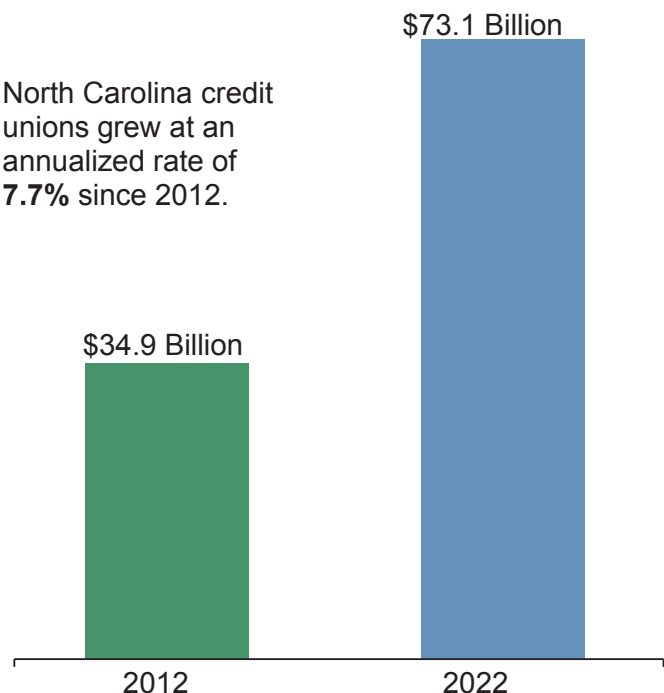 $73.1 Billion
North Carolina credit
unions grew at an
annualized rate of
7.7% since 2012.
$34.9 Billion
2012
2022